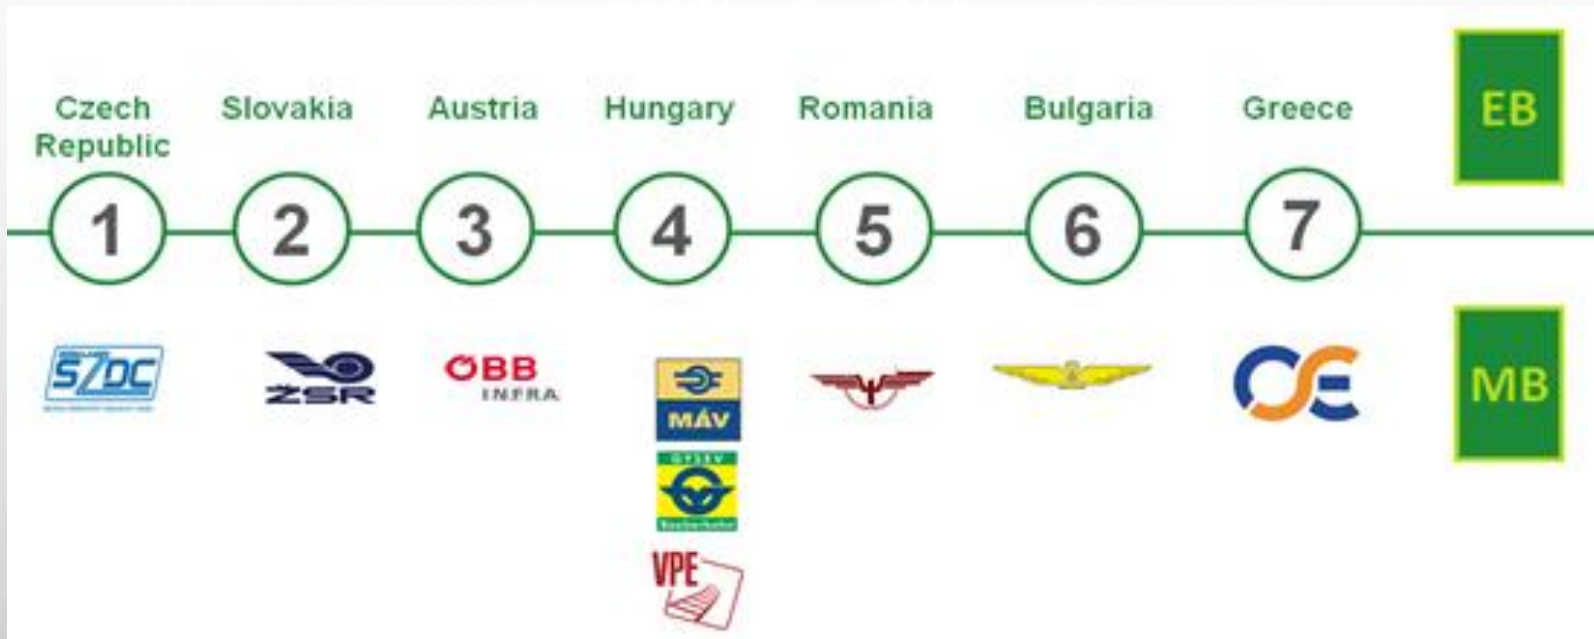 Czech
Republic
Slovakia
Austria
Hungary
Romania
Bulgaria
Greece
EB
1
2
3
4
5
6
7
SŽDC
ŽSR
ÖBB
INFRA
MÁV
GYSEV
VPE
OSE
MB